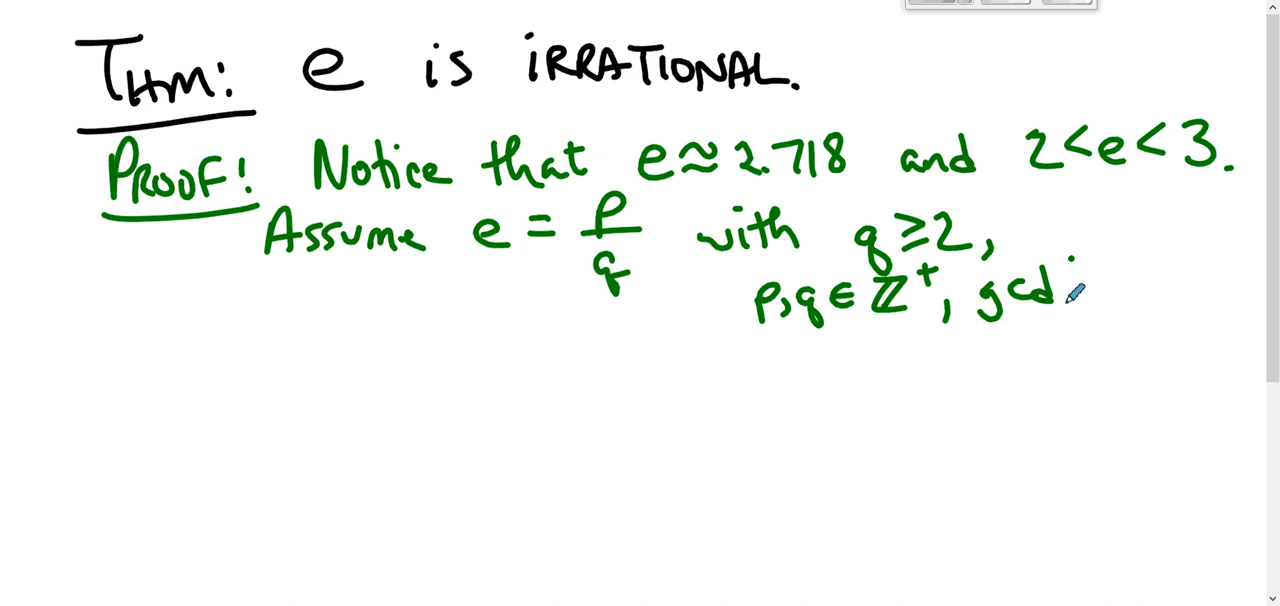 THM: e is IRRATIONAL.
PROOF! Notice that e≈2.718 and 2<e<3.
Assume e = p/q with q≥2,
p,q∈ℤ⁺, gcd